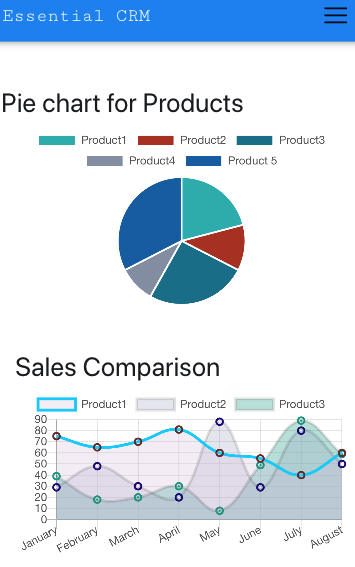 Essential CRM
Pie chart for Products
Product1 Product2 Product3
Product4 Product 5
Sales Comparison
Product1 Product2 Product3
90
80
70
60
50
40
30
20
10
0
January February March April May June July August